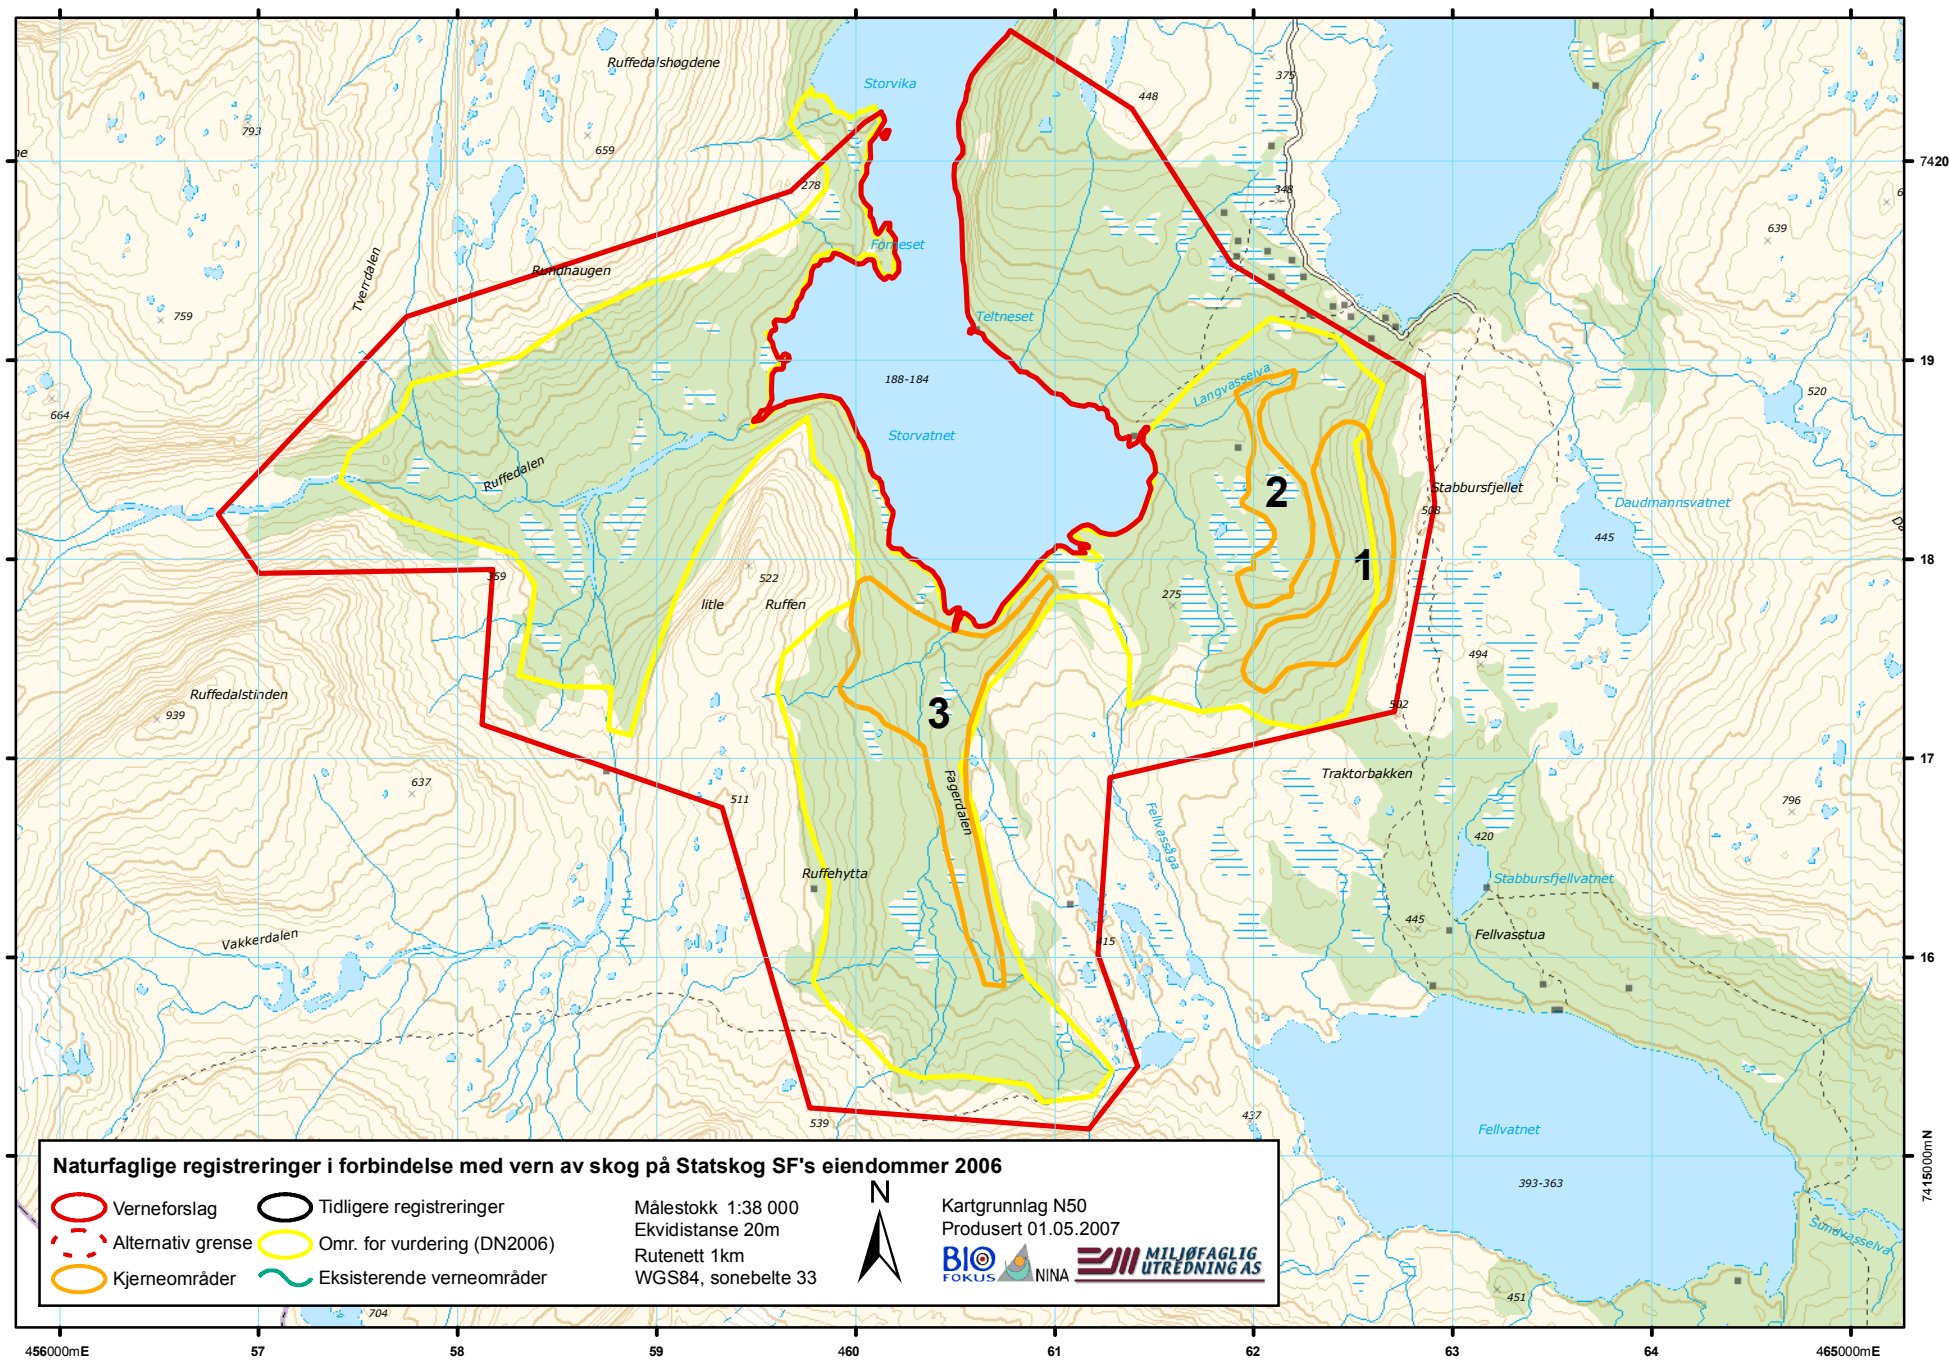 Ruffedalshøgdene
Storvika
375
448
793
659
7420
ne
278
348
639
Forneset
Tverrdalen
Rundhaugen
759
Teltneset
19
188-184
Langvasselva
520
664
Storvatnet
Ruffedalen
2
Stabbursfjellet
Daudmannsvatnet
508
445
18
1
359
522
litle Ruffen
275
494
Ruffedalstinden
939
3
502
17
637
511
Traktorbakken
796
Fagerdalen
Fellvassåga
420
Ruffehytta
Stabbursfjellvatnet
445
Vakkerdalen
415
Fellvasstua
16
539
437
Fellvatnet
393-363
7415000mN
Sundvasselva
451
704
Naturfaglige registreringer i forbindelse med vern av skog på Statskog SF's eiendommer 2006
Verneforslag
Alternativ grense
Kjerneområder
Tidligere registreringer
Omr. for vurdering (DN2006)
Eksisterende verneområder
Målestokk 1:38 000
Ekvidistanse 20m
Rutenett 1km
WGS84, sonebelte 33
N
Kartgrunnlag N50
Produsert 01.05.2007
BIO
FOKUS
NINA
MILJØFAGLIG
UTREDNING AS
456000mE 57 58 59 460 61 62 63 64 465000mE